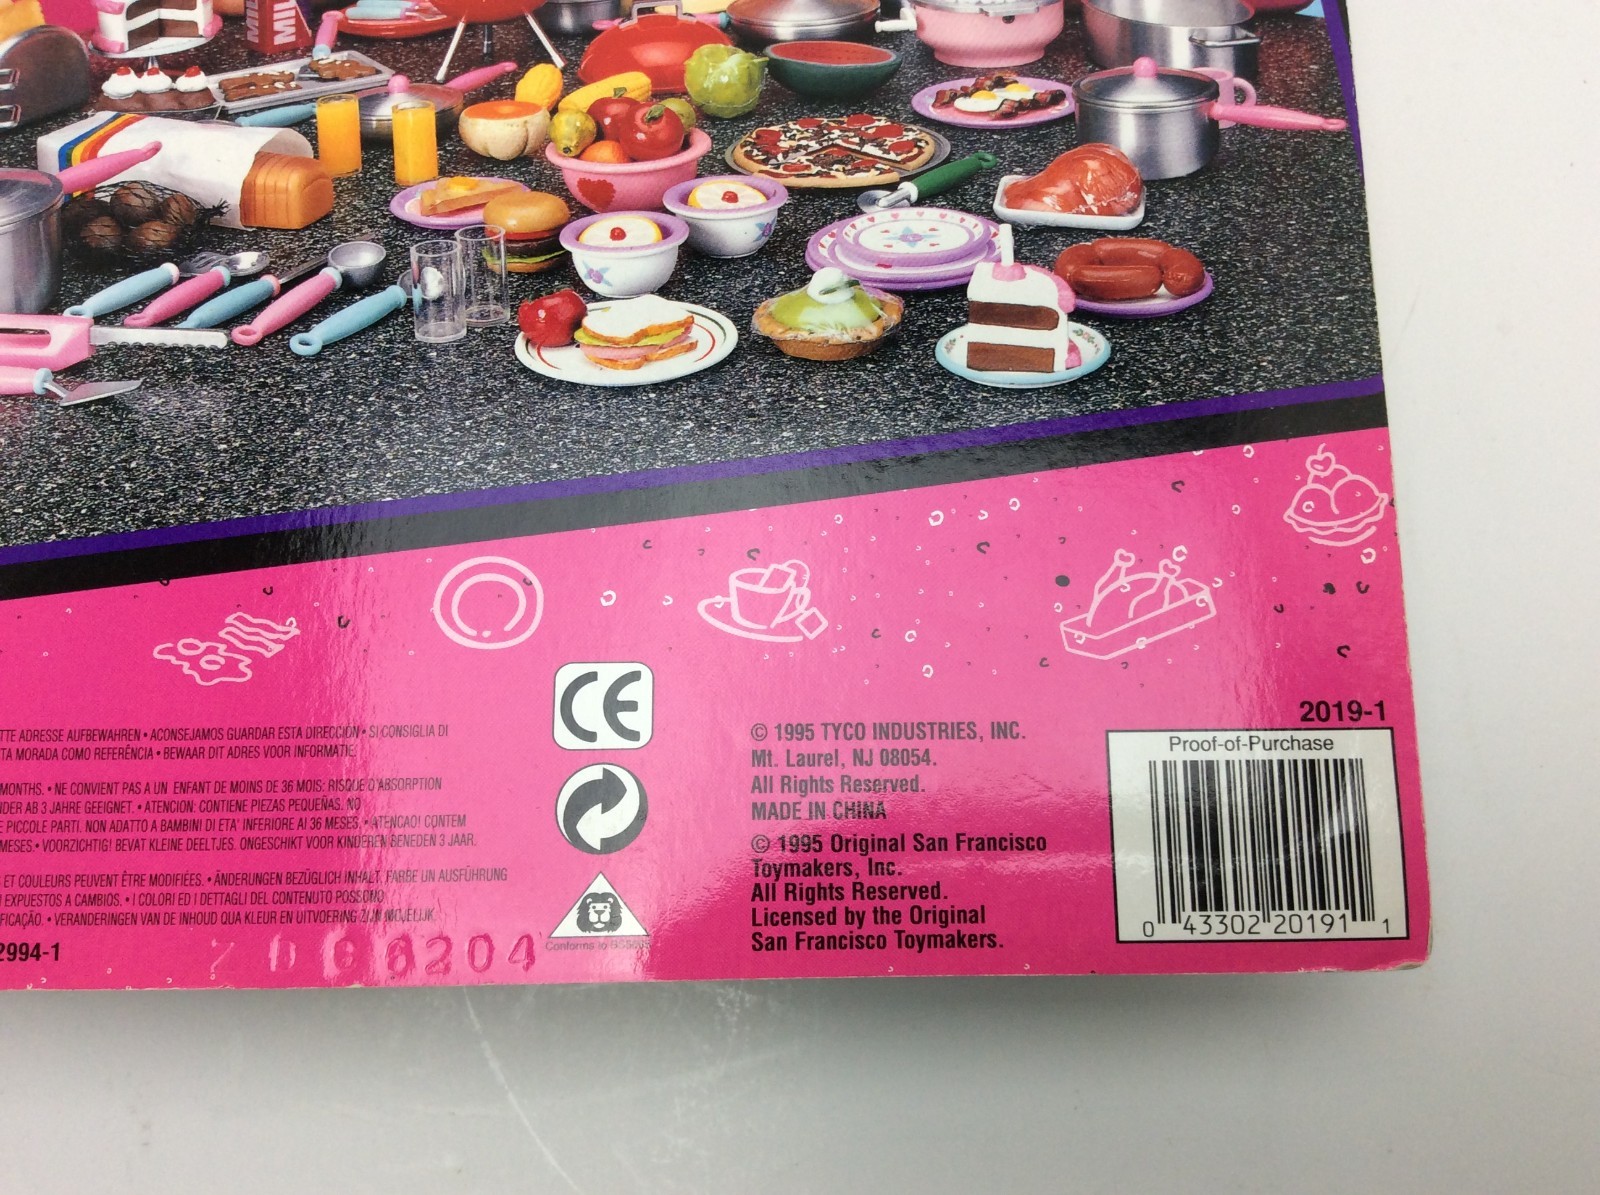 MIL
TTE ADRESSE AUFBEWAHREN • ACONSEJAMOS GUARDAR ESTA DIRECCIÓN • SI CONSIGLIA DI
TA MORADA COMO REFERÊNCIA • BEWAAR DIT ADRES VOOR INFORMATIE
MONTHS. • NE CONVIENT PAS A UN ENFANT DE MOINS DE 36 MOIS: RISQUE D'ABSORPTION
NDER AB 3 JAHRE GEEIGNET. • ATENCION: CONTIENE PIEZAS PEQUEÑAS. NO
E PICCOLE PARTI. NON ADATTO A BAMBINI DI ETA' INFERIORE AI 36 MESES. • ATENCAO! CONTEM
MESES. • VOORZICHTIG! BEVAT KLEINE DEELTJES. ONGESCHIKT VOOR KINDEREN BENEDEN 3 JAAR.
S ET COULEURS PEUVENT ÊTRE MODIFIÉES. • ÄNDERUNGEN BEZÜGLICH INHALT, FARBE UN AUSFÜHRUNG
N EXPUESTOS A CAMBIOS. • I COLORI ED I DETTAGLI DEL CONTENUTO POSSONO
FICAÇÃO. • VERANDERINGEN VAN DE INHOUD QUA KLEUR EN UITVOERING ZIJN MOGELIJK.
2994-1
6204
CE
Conforms to BS5665
© 1995 TYCO INDUSTRIES, INC.
Mt. Laurel, NJ 08054.
All Rights Reserved.
MADE IN CHINA
© 1995 Original San Francisco
Toymakers, Inc.
All Rights Reserved.
Licensed by the Original
San Francisco Toymakers.
2019-1
Proof-of-Purchase
0 43302 20191 1